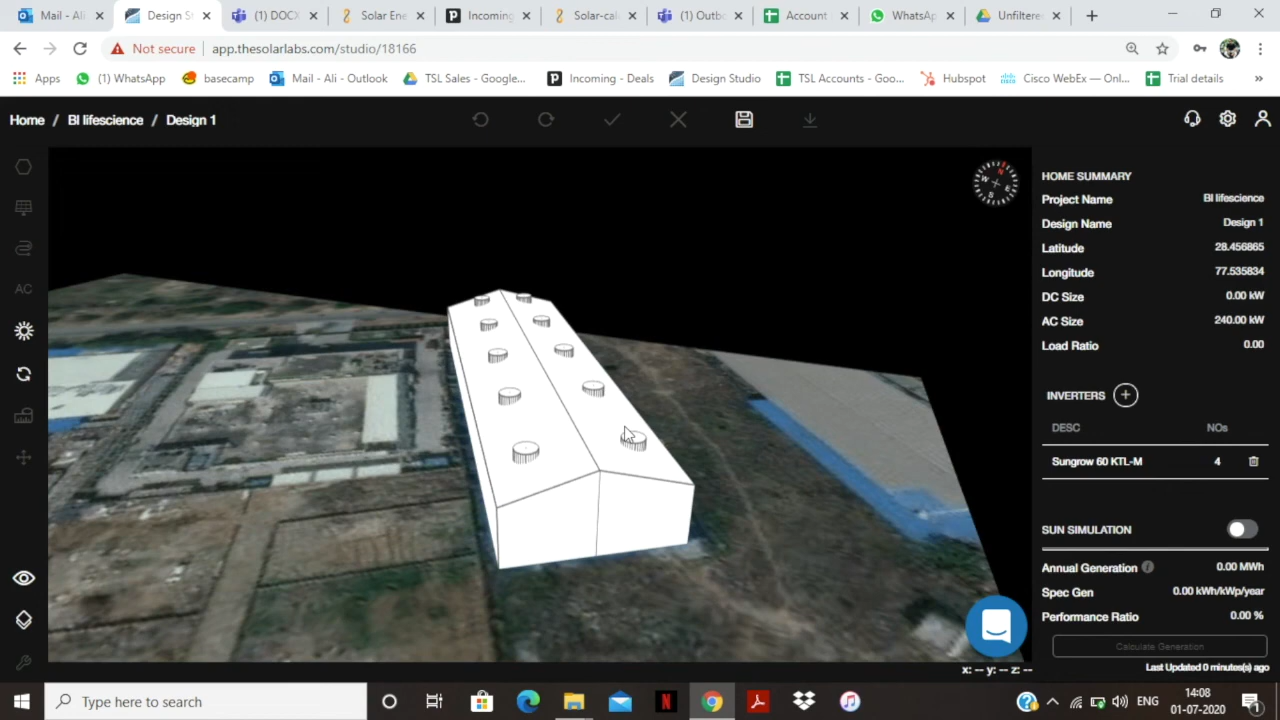 Mail - Ali
Design S
(1) DOCX
Solar Ene
Incoming
Solar-cal
(1) Outb
Account
WhatsAp
Unfiltere
Not secure
app.thesolarlabs.com/studio/18166
Apps
(1) WhatsApp
basecamp
Mail - Ali - Outlook
TSL Sales - Google...
Incoming - Deals
Design Studio
TSL Accounts - Goo...
Hubspot
Cisco WebEx — Onl...
Trial details
»
Home / BI lifescience / Design 1
AC
N
W
E
S
HOME SUMMARY
Project Name BI lifescience
Design Name Design 1
Latitude 28.456865
Longitude 77.535834
DC Size 0.00 kW
AC Size 240.00 kW
Load Ratio 0.00
INVERTERS
DESC NOs
Sungrow 60 KTL-M 4
SUN SIMULATION
Annual Generation 0.00 MWh
Spec Gen 0.00 kWh/kWp/year
Performance Ratio 0.00 %
Calculate Generation
Last Updated 0 minutes(s) ago
x: -- y: -- z: --
Type here to search
ENG
14:08
01-07-2020
1